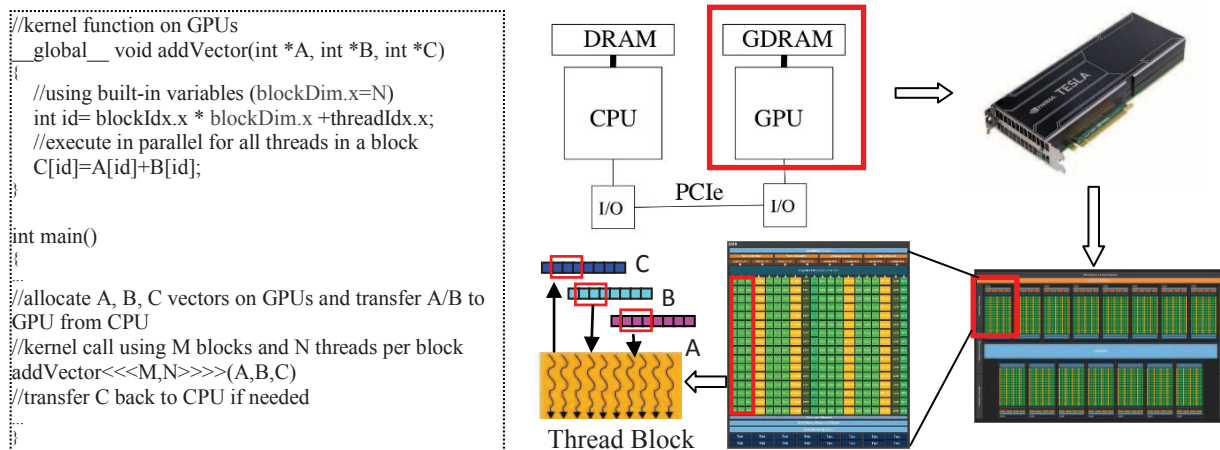 //kernel function on GPUs
__global__ void addVector(int *A, int *B, int *C)
{
//using built-in variables (blockDim.x=N)
int id= blockIdx.x * blockDim.x +threadIdx.x;
//execute in parallel for all threads in a block
C[id]=A[id]+B[id];
}
int main()
{
...
//allocate A, B, C vectors on GPUs and transfer A/B to
GPU from CPU
//kernel call using M blocks and N threads per block
addVector<<<M,N>>>>(A,B,C)
//transfer C back to CPU if needed
...
}
DRAM
GDRAM
CPU
GPU
I/O
PCIe
I/O
NVIDIA TESLA
C
B
A
Thread Block